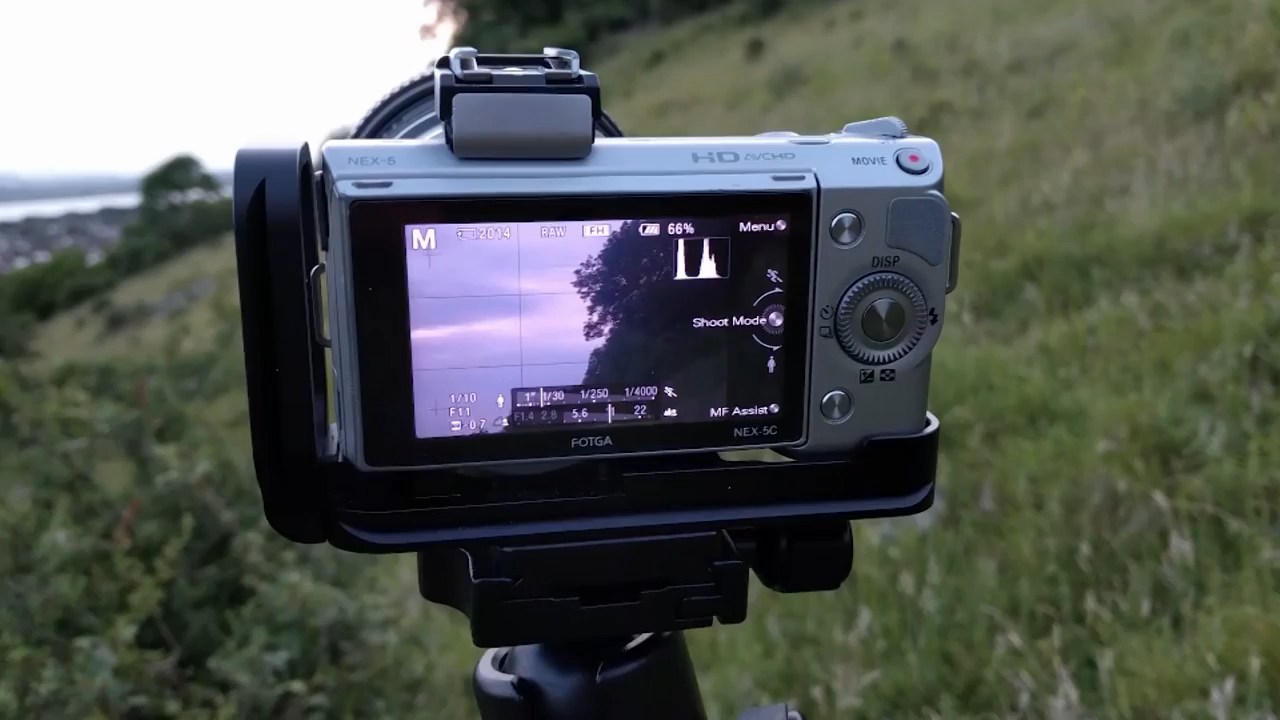 NEX-5 HD AVCHD MOVIE
M 2014 RAW FH 66% Menu
DISP
Shoot Mode
1/10 1" 1/30 1/250 1/4000
F11 F1.4 2.8 5.6 22 MF Assist
-0.7
FOTGA NEX-5C